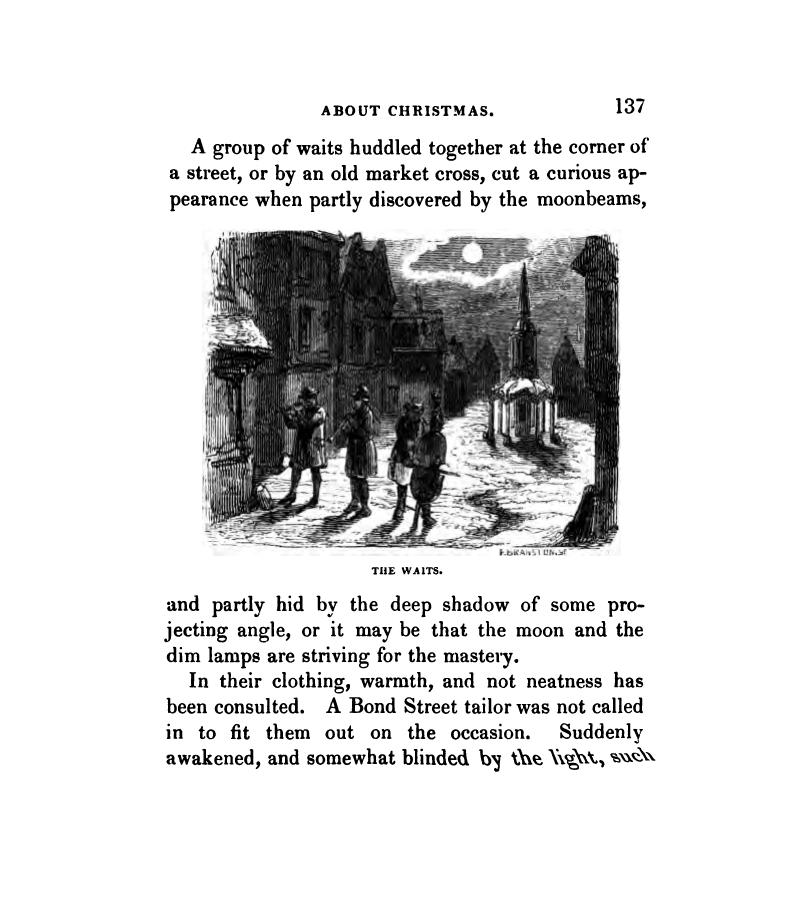 ABOUT CHRISTMAS. 137
A group of waits huddled together at the corner of
a street, or by an old market cross, cut a curious ap-
pearance when partly discovered by the moonbeams,
THE WAITS.
and partly hid by the deep shadow of some pro-
jecting angle, or it may be that the moon and the
dim lamps are striving for the mastery.
In their clothing, warmth, and not neatness has
been consulted. A Bond Street tailor was not called
in to fit them out on the occasion. Suddenly
awakened, and somewhat blinded by the light, such